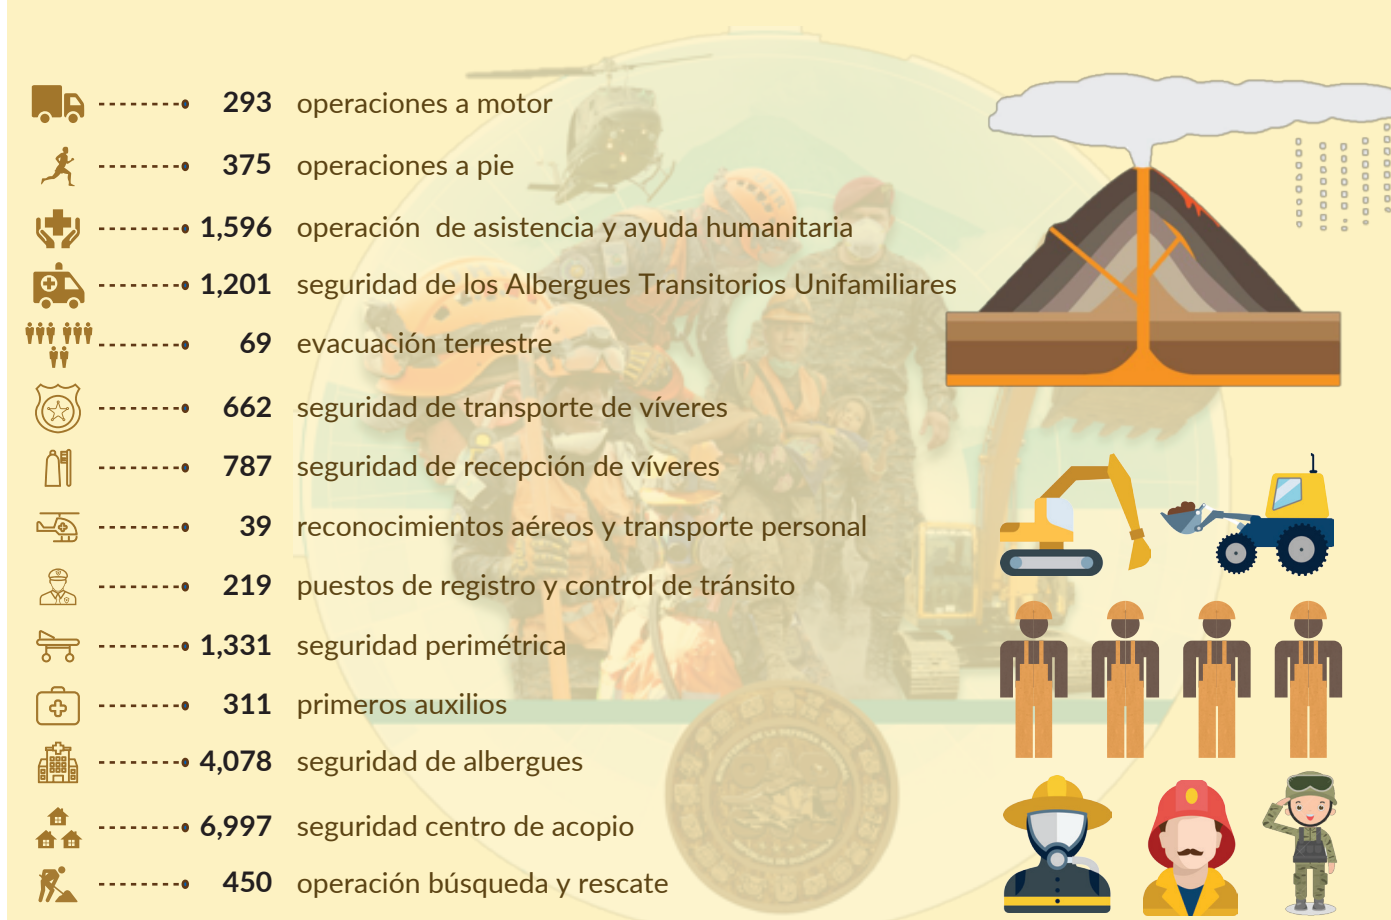 293 operaciones a motor
375 operaciones a pie
1,596 operación de asistencia y ayuda humanitaria
1,201 seguridad de los Albergues Transitorios Unifamiliares
69 evacuación terrestre
662 seguridad de transporte de víveres
787 seguridad de recepción de víveres
39 reconocimientos aéreos y transporte personal
219 puestos de registro y control de tránsito
1,331 seguridad perimétrica
311 primeros auxilios
4,078 seguridad de albergues
6,997 seguridad centro de acopio
450 operación búsqueda y rescate